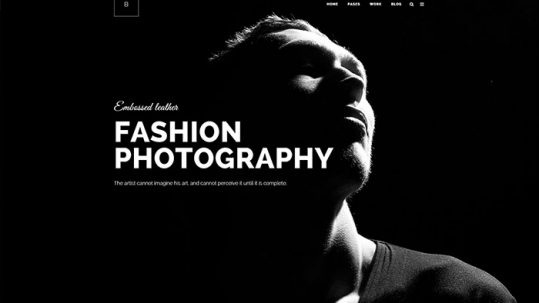 B
HOME PAGES WORK BLOG
Embossed leather
FASHION
PHOTOGRAPHY
The artist cannot imagine his art, and cannot perceive it until it is complete.